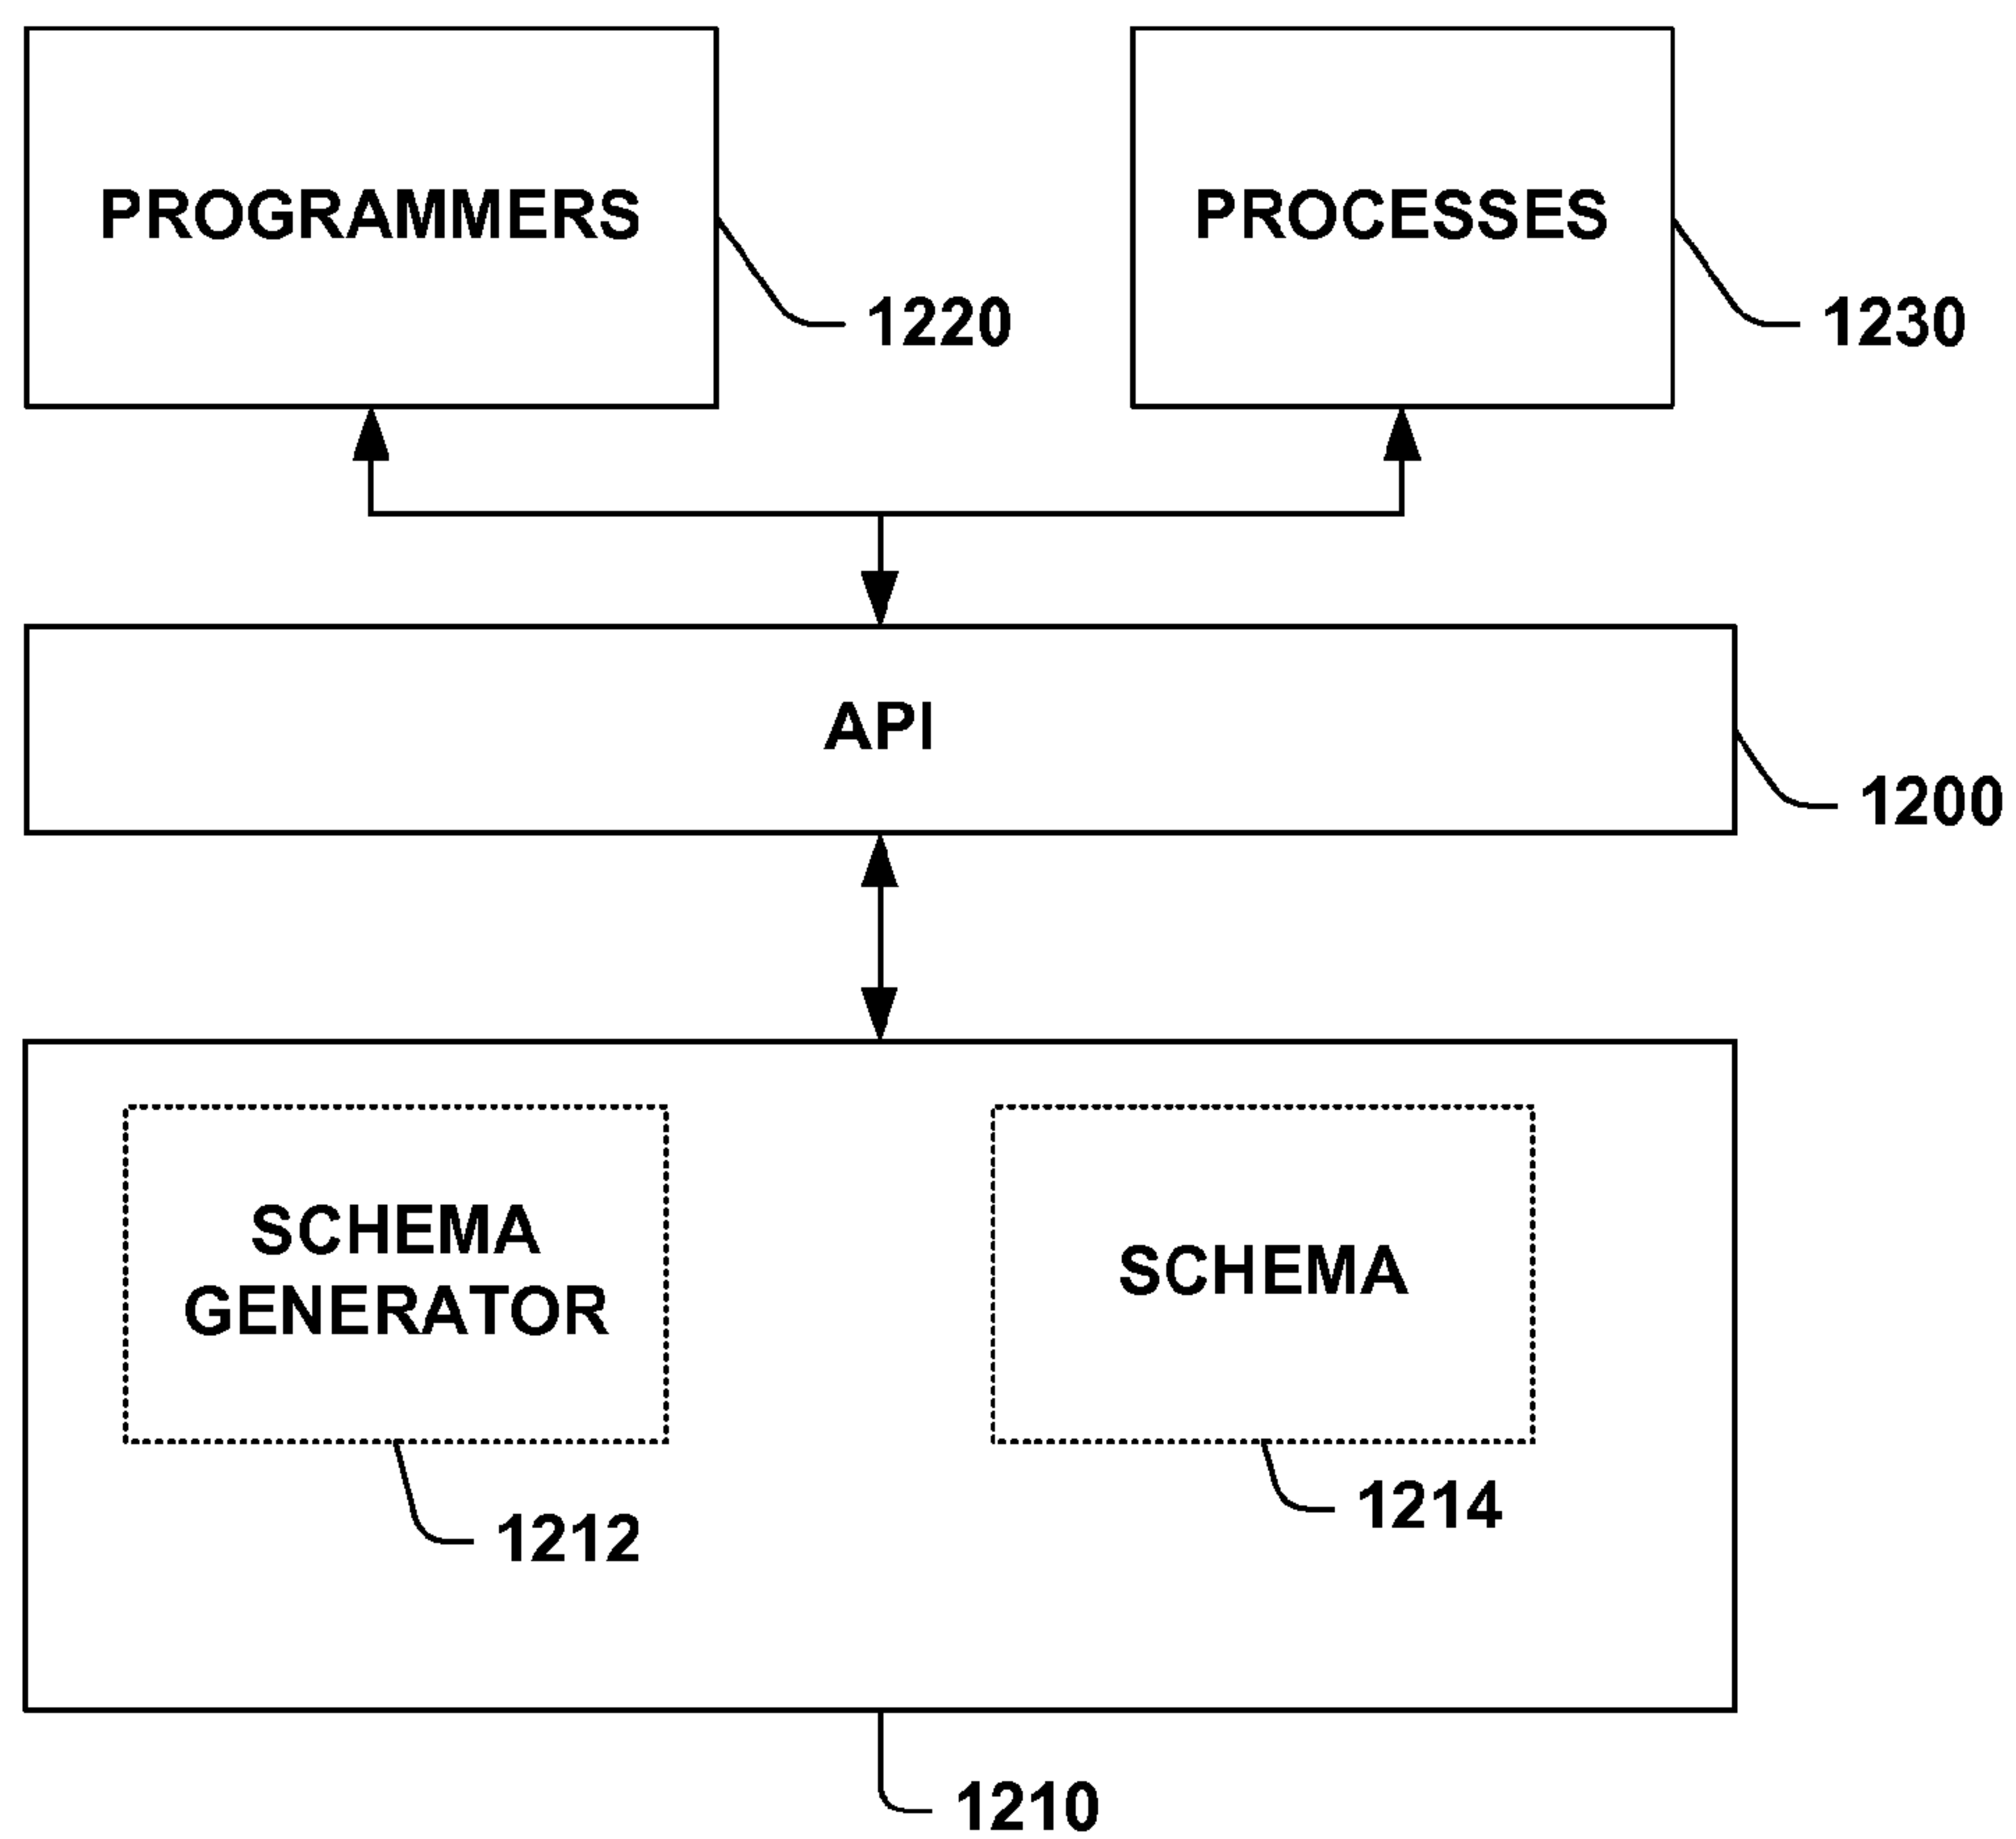 PROGRAMMERS
PROCESSES
1220
1230
API
1200
SCHEMA
GENERATOR
SCHEMA
1212
1214
1210